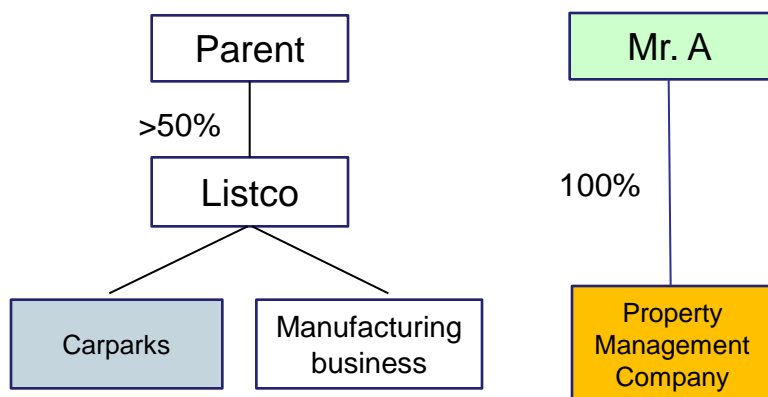 Parent
Mr. A
>50%
Listco
100%
Carparks
Manufacturing
business
Property
Management
Company